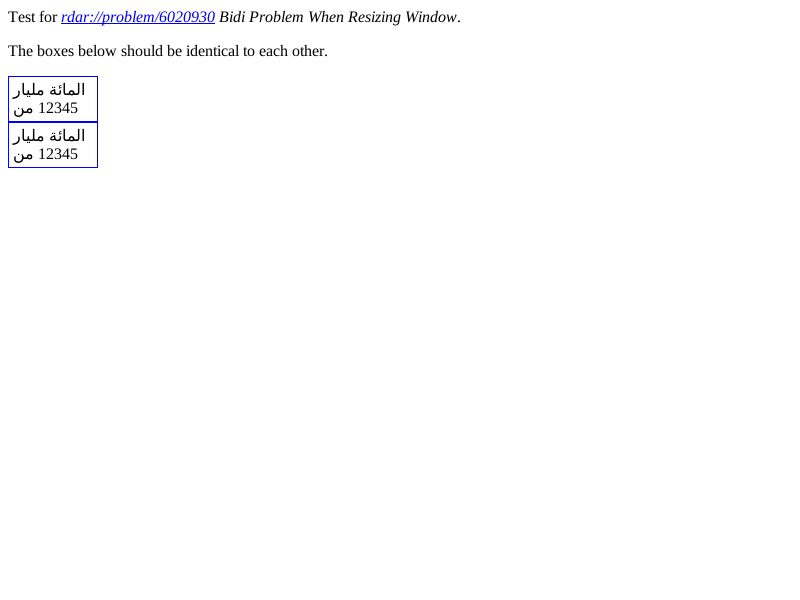 Test for rdar://problem/6020930 Bidi Problem When Resizing Window.
The boxes below should be identical to each other.
المائة مليار
12345 من
المائة مليار
12345 من